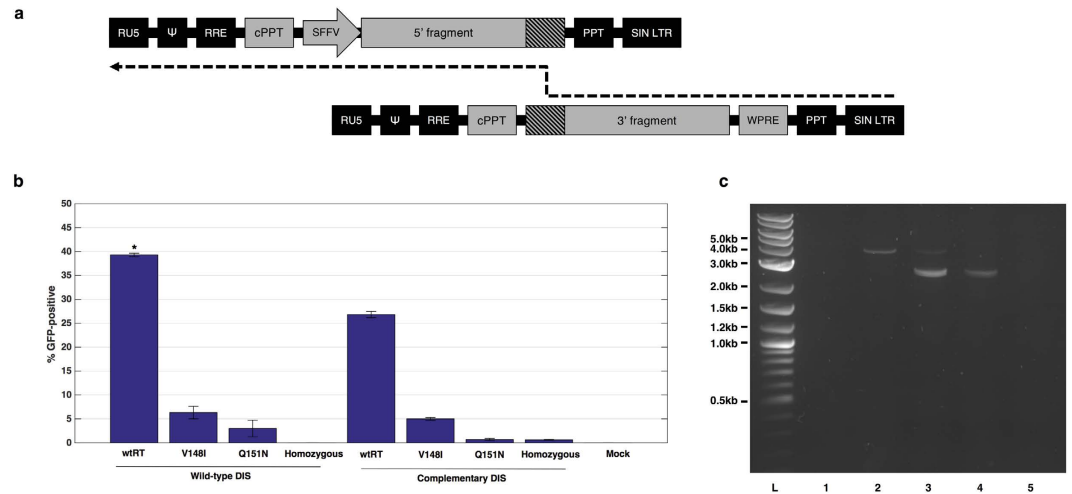 a
RU5 Ψ RRE cPPT SFFV 5' fragment PPT SIN LTR
RU5 Ψ RRE cPPT 3' fragment WPRE PPT SIN LTR
b
% GFP-positive
50
45
40
35
30
25
20
15
10
5
0
*
wtRT V148I Q151N Homozygous wtRT V148I Q151N Homozygous Mock
Wild-type DIS Complementary DIS
c
5.0kb
4.0kb
3.0kb
2.0kb
1.5kb
1.2kb
1.0kb
0.5kb
L 1 2 3 4 5